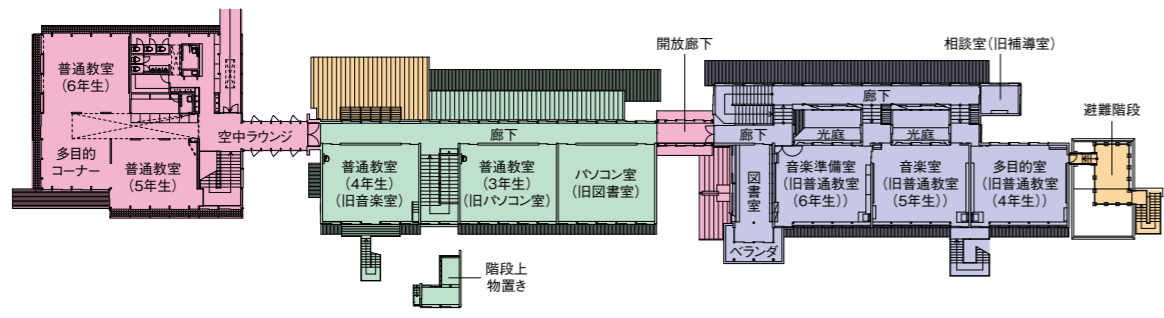 普通教室
(6年生)
多目的
コーナー
普通教室
(5年生)
空中ラウンジ
廊下
普通教室
(4年生)
(旧音楽室)
普通教室
(3年生)
(旧パソコン室)
パソコン室
(旧図書室)
階段上
物置き
開放廊下
廊下
図書室
ベランダ
廊下
光庭
光庭
相談室(旧補導室)
音楽準備室
(旧普通教室
(6年生))
音楽室
(旧普通教室
(5年生))
多目的室
(旧普通教室
(4年生))
避難階段